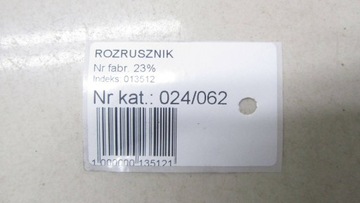 ROZRUSZNIK
Nr fabr. 23%
Indeks: 013512
Nr kat.: 024/062
1-000000-135121